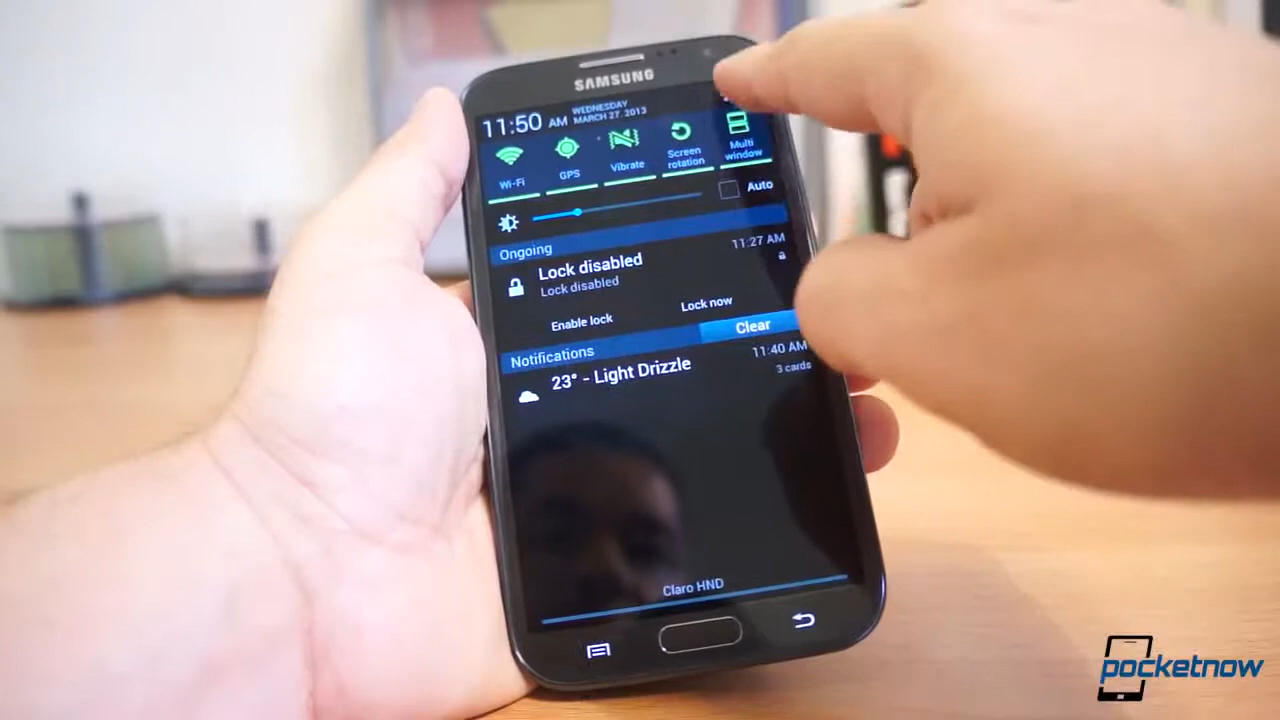 SAMSUNG
11:50 AM
WEDNESDAY
MARCH 27, 2013
Wi-Fi
GPS
Vibrate
Screen
rotation
Multi
window
Auto
Ongoing
11:27 AM
Lock disabled
Lock disabled
Enable lock
Lock now
Notifications
Clear
23° - Light Drizzle
11:40 AM
3 cards
Claro HND
pocketnow